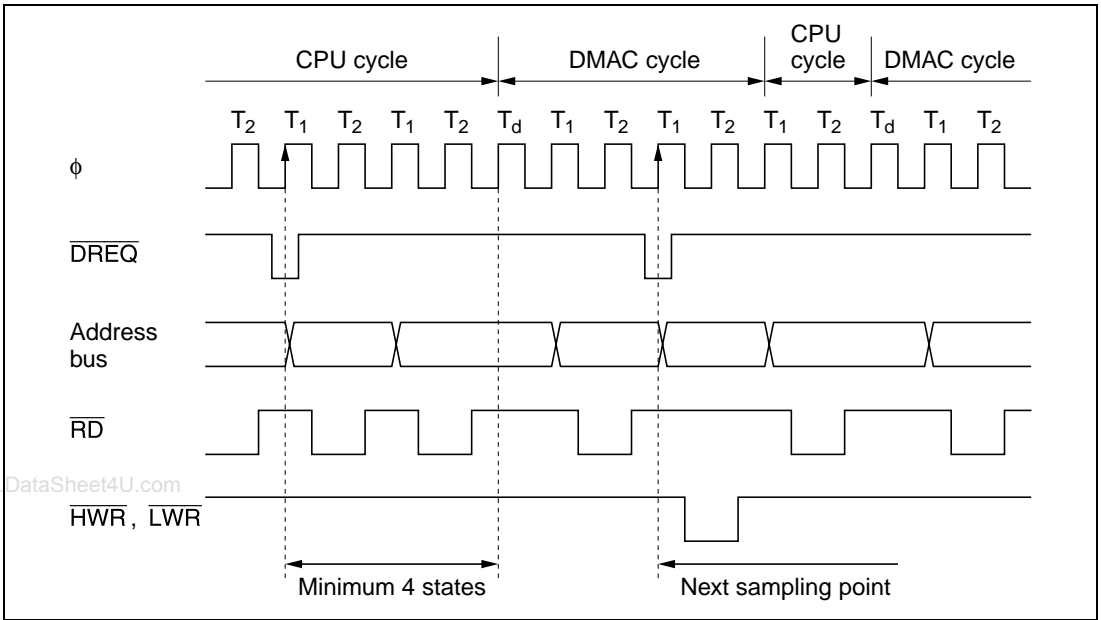 CPU cycle DMAC cycle CPU cycle DMAC cycle
T2 T1 T2 T1 T2 Td T1 T2 T1 T2 T1 T2 Td T1 T2
φ
DREQ
Address
bus
RD
DataSheet4U.com
HWR, LWR
Minimum 4 states Next sampling point